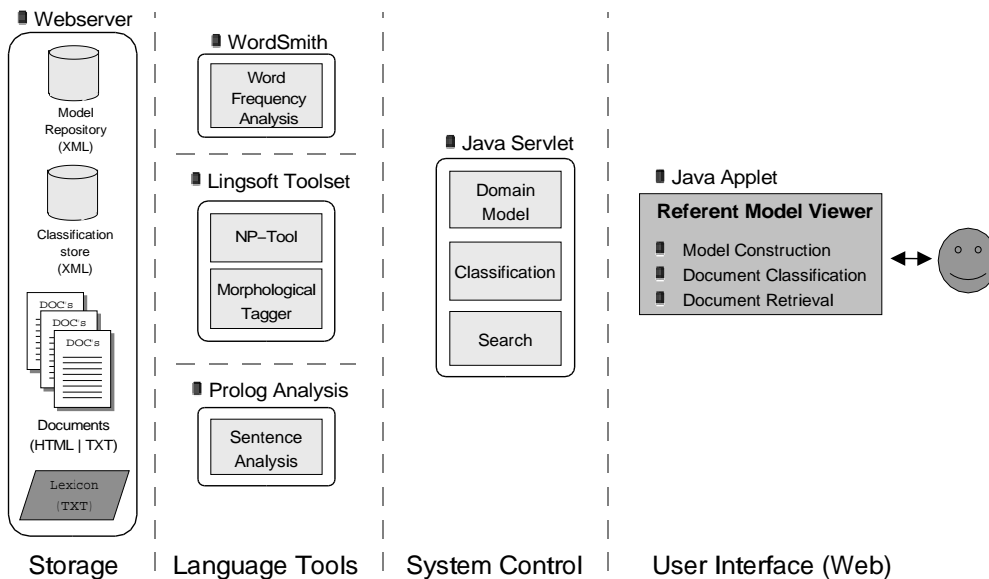 Webserver
Model
Repository
(XML)
Classification
store
(XML)
DOC's
DOC's
DOC's
Documents
(HTML | TXT)
Lexicon
(TXT)
Storage
WordSmith
Word
Frequency
Analysis
Lingsoft Toolset
NP–Tool
Morphological
Tagger
Prolog Analysis
Sentence
Analysis
Language Tools
Java Servlet
Domain
Model
Classification
Search
System Control
Java Applet
Referent Model Viewer
Model Construction
Document Classification
Document Retrieval
User Interface (Web)